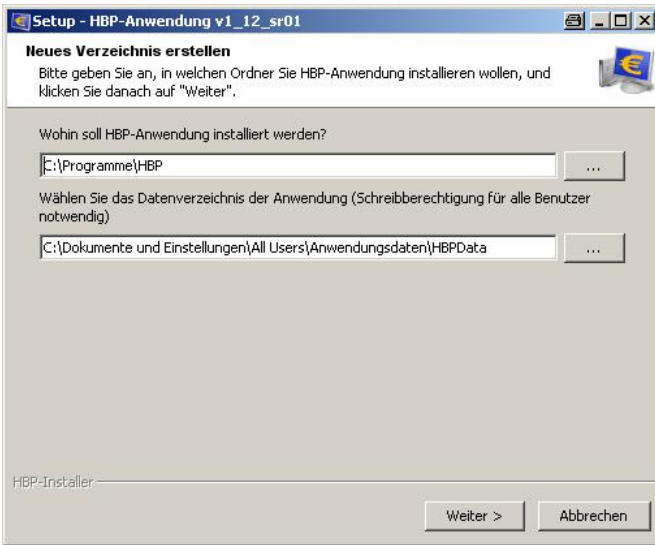 Setup - HBP-Anwendung v1_12_sr01
Neues Verzeichnis erstellen
Bitte geben Sie an, in welchen Ordner Sie HBP-Anwendung installieren wollen, und
klicken Sie danach auf "Weiter".
€
Wohin soll HBP-Anwendung installiert werden?
C:\Programme\HBP
...
Wählen Sie das Datenverzeichnis der Anwendung (Schreibberechtigung für alle Benutzer
notwendig)
C:\Dokumente und Einstellungen\All Users\Anwendungsdaten\HBPData
...
HBP-Installer
Weiter > Abbrechen